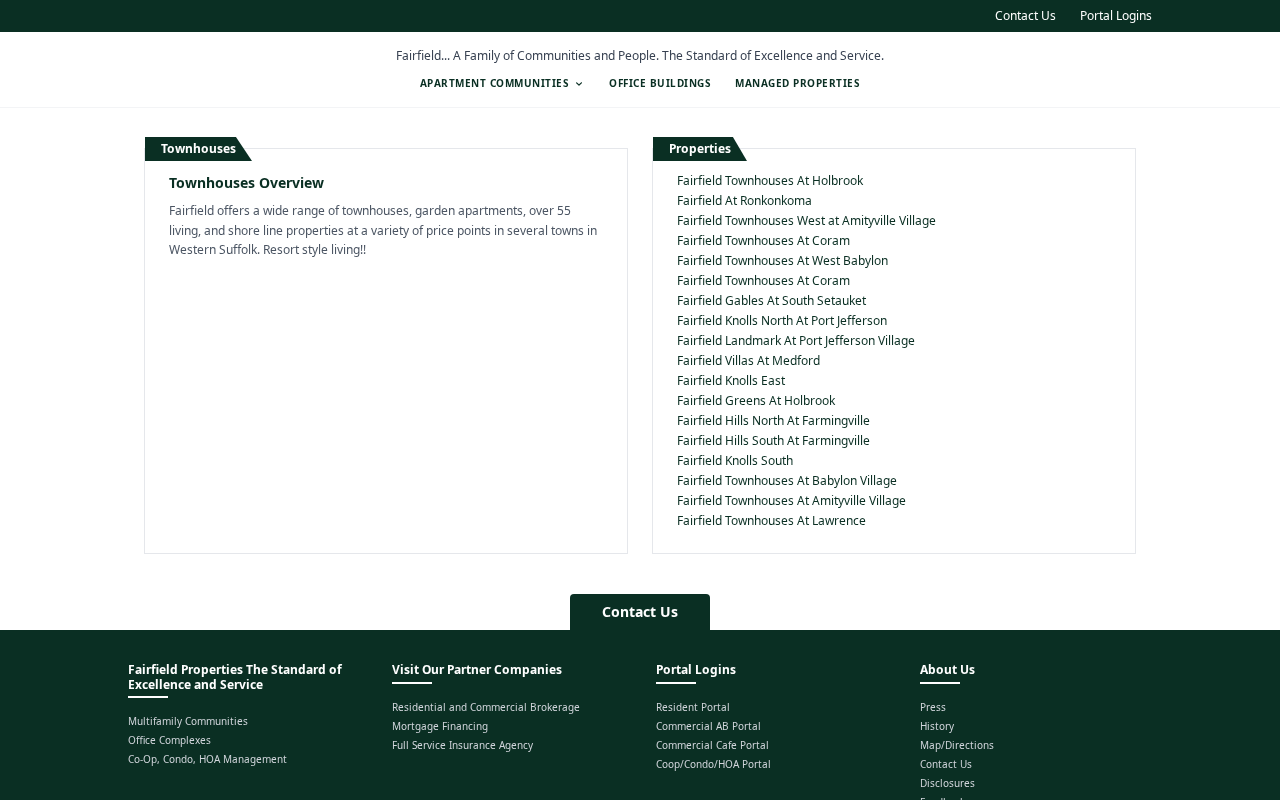 Contact Us
Portal Logins
Fairfield... A Family of Communities and People. The Standard of Excellence and Service.
APARTMENT COMMUNITIES
OFFICE BUILDINGS
MANAGED PROPERTIES
Townhouses
Townhouses Overview
Fairfield offers a wide range of townhouses, garden apartments, over 55
living, and shore line properties at a variety of price points in several towns in
Western Suffolk. Resort style living!!
Properties
Fairfield Townhouses At Holbrook
Fairfield At Ronkonkoma
Fairfield Townhouses West at Amityville Village
Fairfield Townhouses At Coram
Fairfield Townhouses At West Babylon
Fairfield Townhouses At Coram
Fairfield Gables At South Setauket
Fairfield Knolls North At Port Jefferson
Fairfield Landmark At Port Jefferson Village
Fairfield Villas At Medford
Fairfield Knolls East
Fairfield Greens At Holbrook
Fairfield Hills North At Farmingville
Fairfield Hills South At Farmingville
Fairfield Knolls South
Fairfield Townhouses At Babylon Village
Fairfield Townhouses At Amityville Village
Fairfield Townhouses At Lawrence
Contact Us
Fairfield Properties The Standard of
Excellence and Service
Multifamily Communities
Office Complexes
Co-Op, Condo, HOA Management
Visit Our Partner Companies
Residential and Commercial Brokerage
Mortgage Financing
Full Service Insurance Agency
Portal Logins
Resident Portal
Commercial AB Portal
Commercial Cafe Portal
Coop/Condo/HOA Portal
About Us
Press
History
Map/Directions
Contact Us
Disclosures